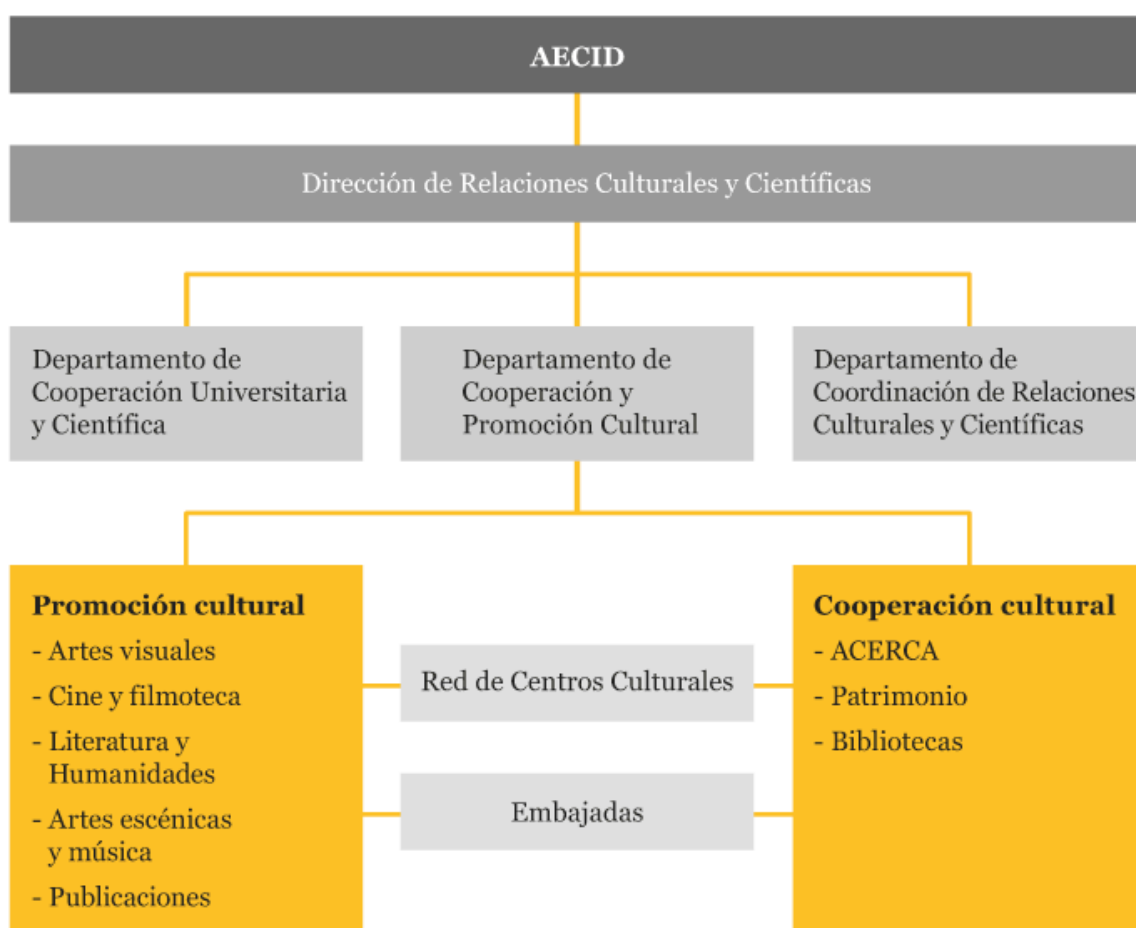 AECID
Dirección de Relaciones Culturales y Científicas
Departamento de
Cooperación Universitaria
y Científica
Departamento de
Cooperación y
Promoción Cultural
Departamento de
Coordinación de Relaciones
Culturales y Científicas
Promoción cultural
- Artes visuales
- Cine y filmoteca
- Literatura y
Humanidades
- Artes escénicas
y música
- Publicaciones
Red de Centros Culturales
Embajadas
Cooperación cultural
- ACERCA
- Patrimonio
- Bibliotecas